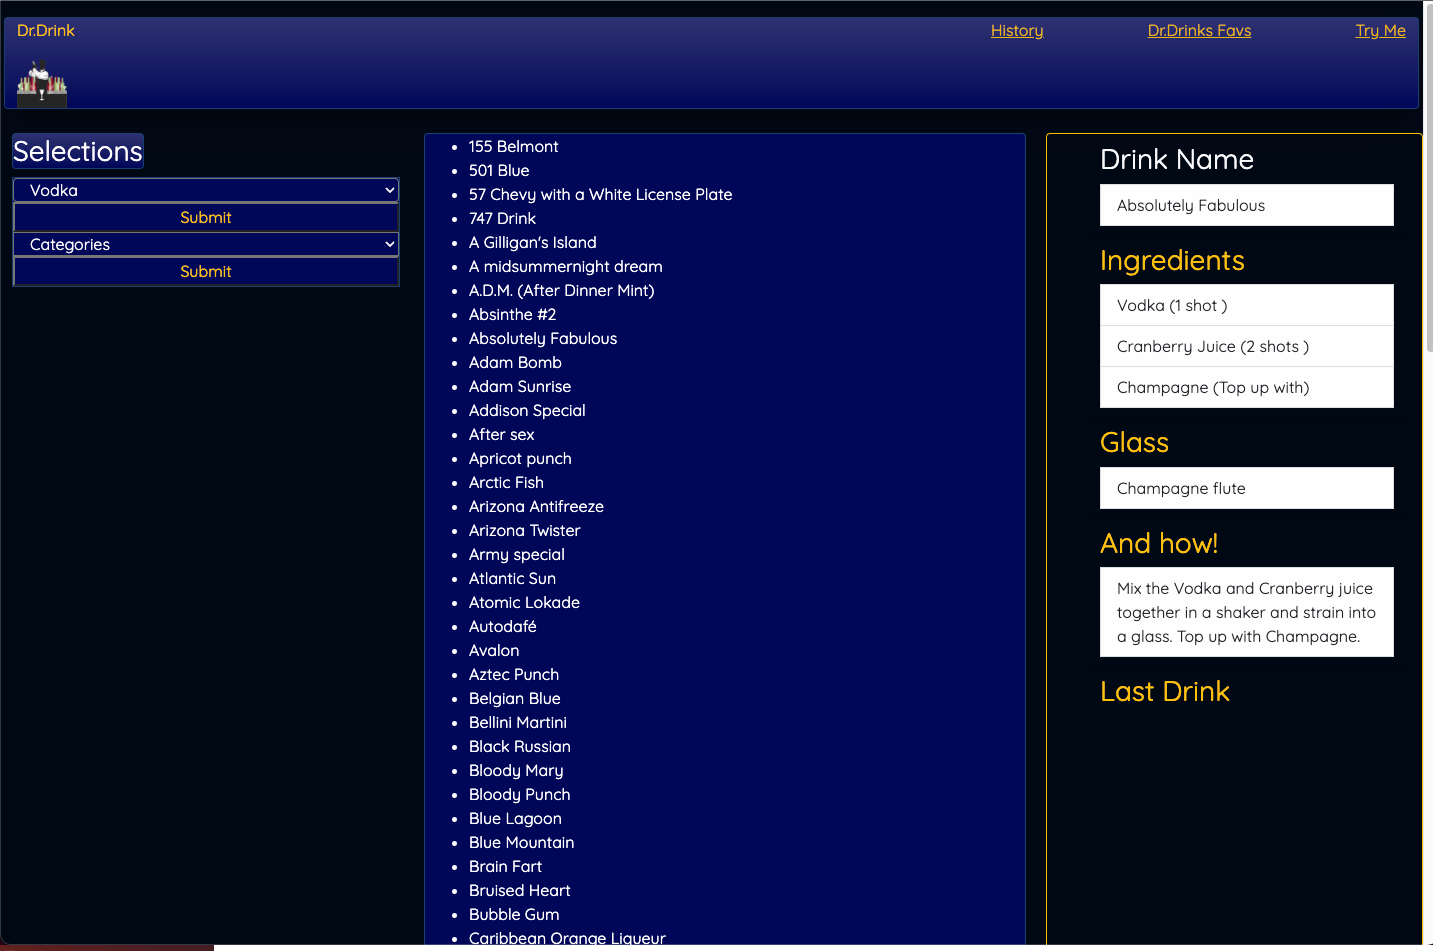 Dr.Drink
History
Dr.Drinks Favs
Try Me
Selections
Vodka
Submit
Categories
Submit
155 Belmont
501 Blue
57 Chevy with a White License Plate
747 Drink
A Gilligan's Island
A midsummernight dream
A.D.M. (After Dinner Mint)
Absinthe #2
Absolutely Fabulous
Adam Bomb
Adam Sunrise
Addison Special
After sex
Apricot punch
Arctic Fish
Arizona Antifreeze
Arizona Twister
Army special
Atlantic Sun
Atomic Lokade
Autodafé
Avalon
Aztec Punch
Belgian Blue
Bellini Martini
Black Russian
Bloody Mary
Bloody Punch
Blue Lagoon
Blue Mountain
Brain Fart
Bruised Heart
Bubble Gum
Caribbean Orange Liqueur
Drink Name
Absolutely Fabulous
Ingredients
Vodka (1 shot )
Cranberry Juice (2 shots )
Champagne (Top up with)
Glass
Champagne flute
And how!
Mix the Vodka and Cranberry juice
together in a shaker and strain into
a glass. Top up with Champagne.
Last Drink